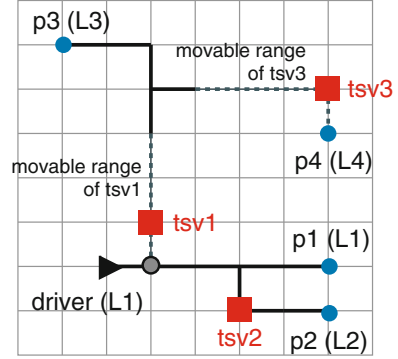 p3 (L3)
movable range
of tsv3
tsv3
p4 (L4)
movable range
of tsv1
tsv1
p1 (L1)
driver (L1)
tsv2
p2 (L2)